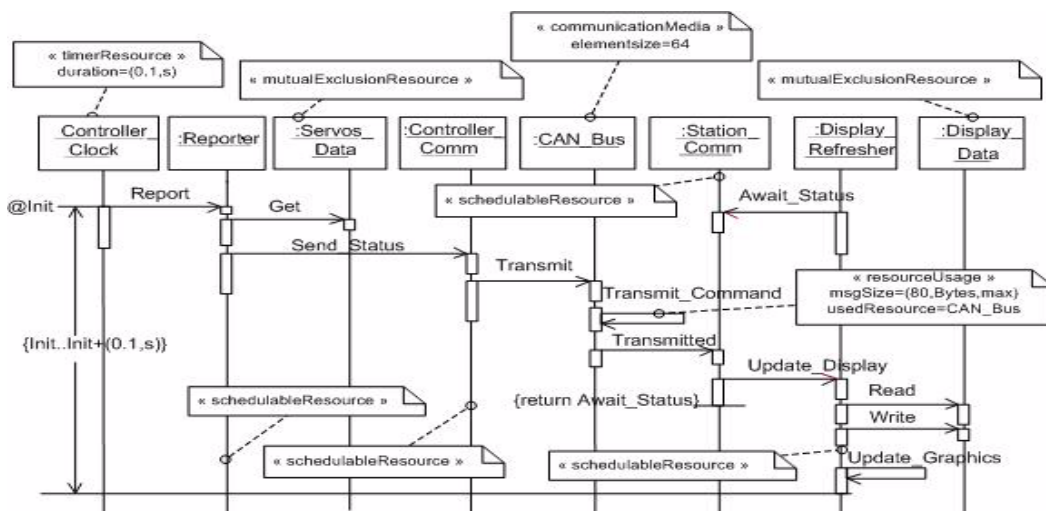 « communicationMedia »
elementsize=64
« timerResource »
duration=(0.1,s)
« mutualExclusionResource »
« mutualExclusionResource »
:Controller_
Clock
:Reporter
:Servos_
Data
:Controller_
Comm
:CAN_Bus
:Station_
Comm
:Display_
Refresher
:Display_
Data
@Init
Report
Get
« schedulableResource »
Await_Status
Send_Status
Transmit
« resourceUsage »
msgSize=(80,Bytes,max}
usedResource=CAN_Bus
Transmit_Command
{Init..Init+(0.1,s)}
Transmitted
Update_Display
Read
« schedulableResource »
{return Await_Status}
Write
« schedulableResource »
« schedulableResource »
Update_Graphics